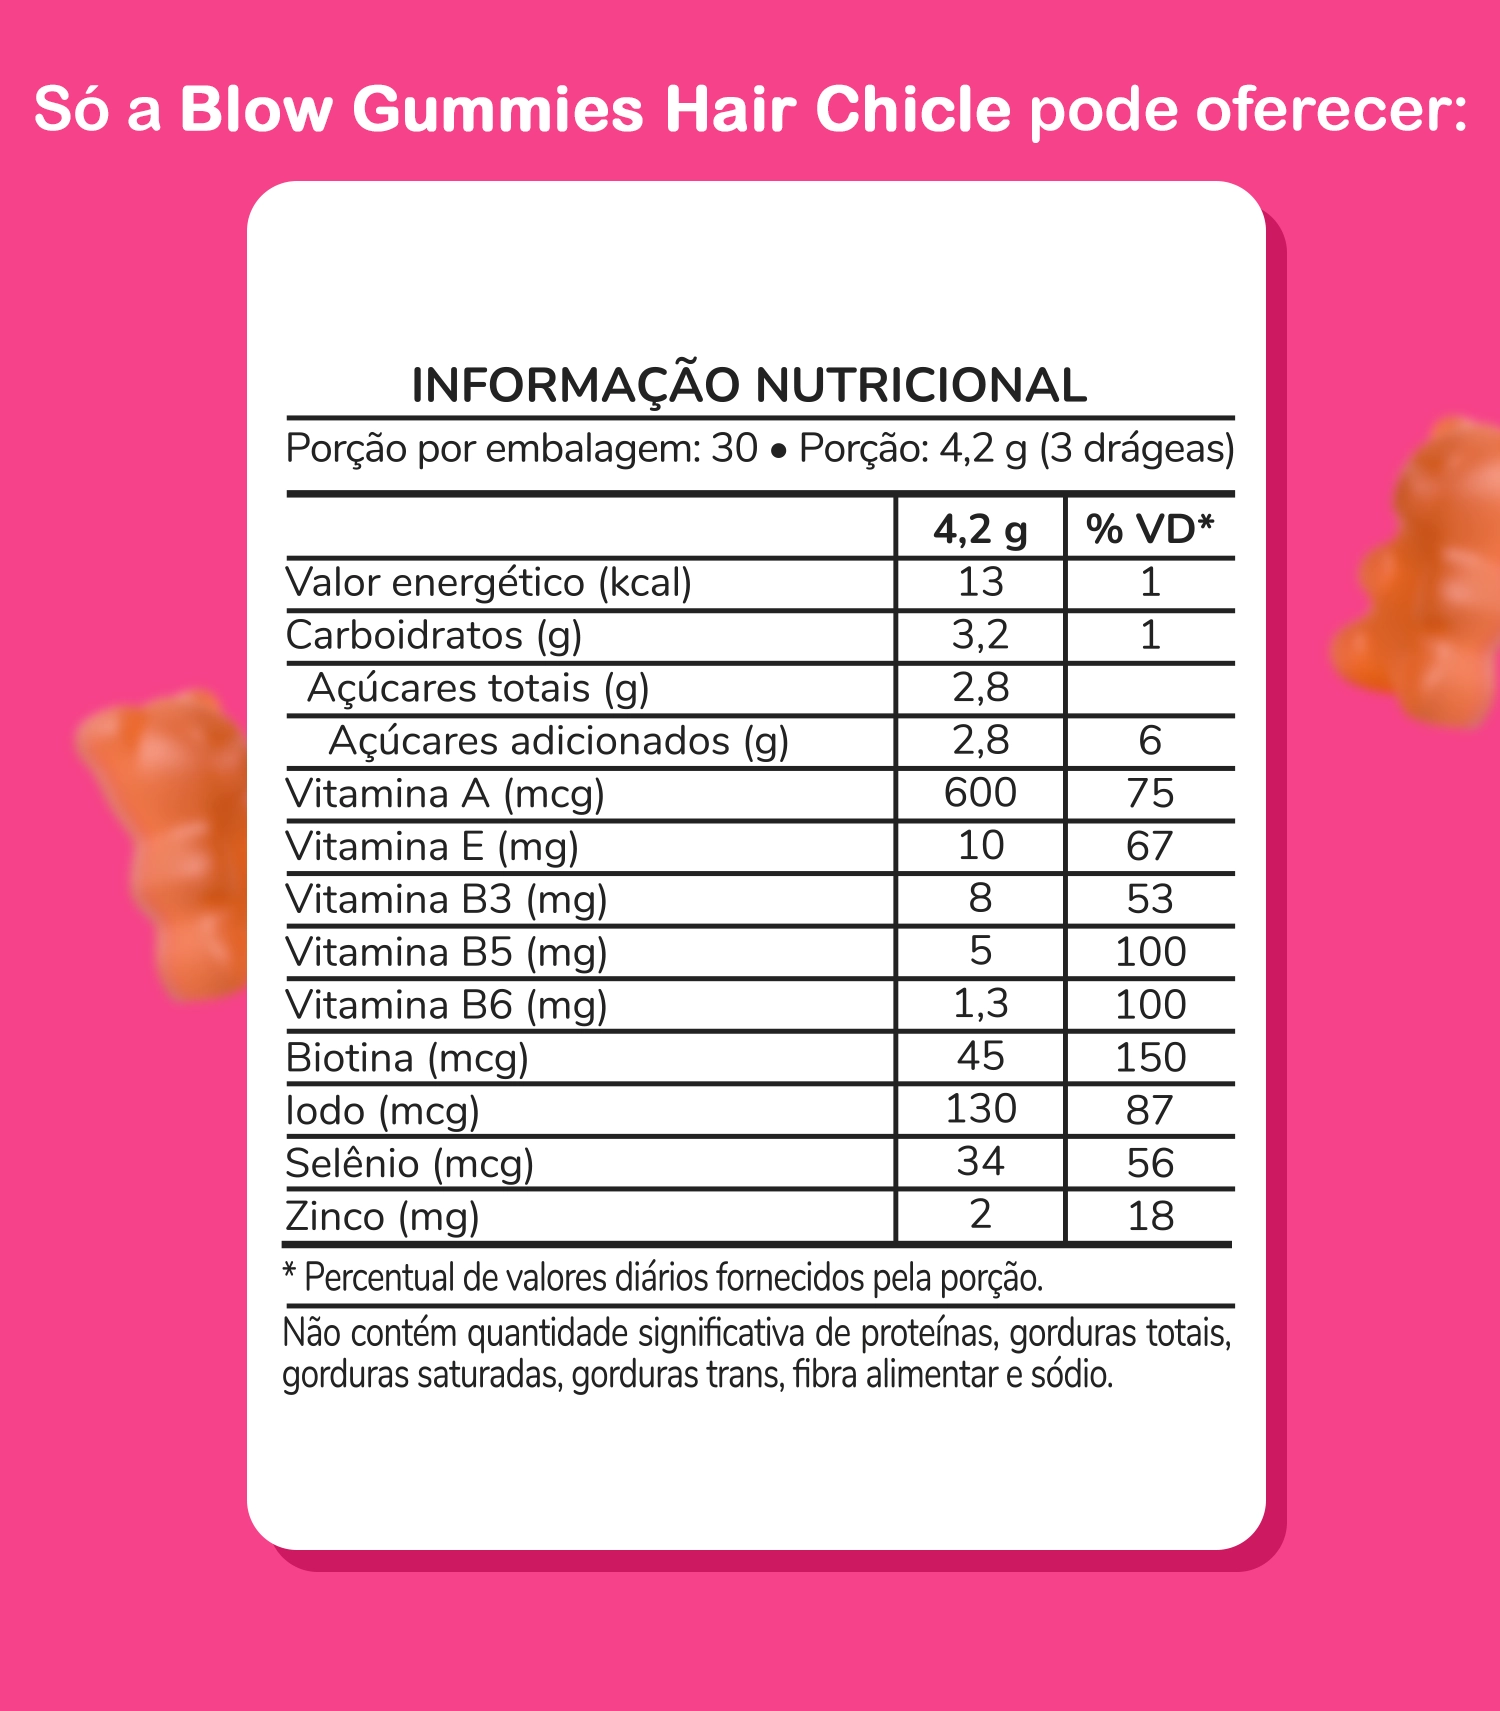 Só a Blow Gummies Hair Chicle pode oferecer:
INFORMAÇÃO NUTRICIONAL
Porção por embalagem: 30 • Porção: 4,2 g (3 drágeas)
4,2 g % VD*
Valor energético (kcal) 13 1
Carboidratos (g) 3,2 1
Açúcares totais (g) 2,8
Açúcares adicionados (g) 2,8 6
Vitamina A (mcg) 600 75
Vitamina E (mg) 10 67
Vitamina B3 (mg) 8 53
Vitamina B5 (mg) 5 100
Vitamina B6 (mg) 1,3 100
Biotina (mcg) 45 150
Iodo (mcg) 130 87
Selênio (mcg) 34 56
Zinco (mg) 2 18
* Percentual de valores diários fornecidos pela porção.
Não contém quantidade significativa de proteínas, gorduras totais,
gorduras saturadas, gorduras trans, fibra alimentar e sódio.